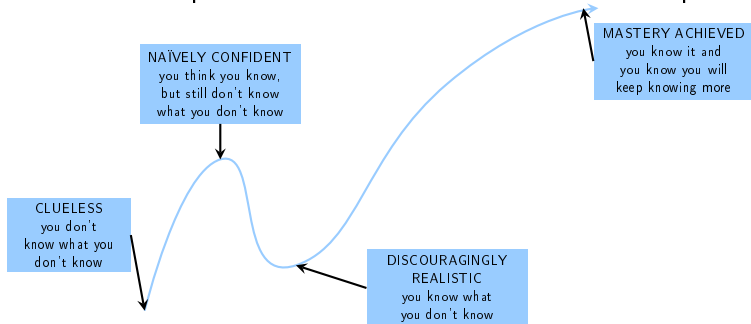 NAÏVELY CONFIDENT
you think you know,
but still don't know
what you don't know
MASTERY ACHIEVED
you know it and
you know you will
keep knowing more
CLUELESS
you don't
know what you
don't know
DISCOURAGINGLY
REALISTIC
you know what
you don't know